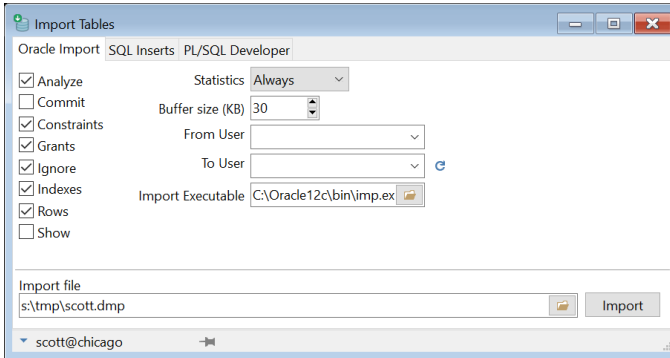 Import Tables
Oracle Import SQL Inserts PL/SQL Developer
Analyze
Commit
Constraints
Grants
Ignore
Indexes
Rows
Show
Statistics Always
Buffer size (KB) 30
From User
To User
Import Executable C:\Oracle12c\bin\imp.ex
Import file
s:\tmp\scott.dmp Import
scott@chicago